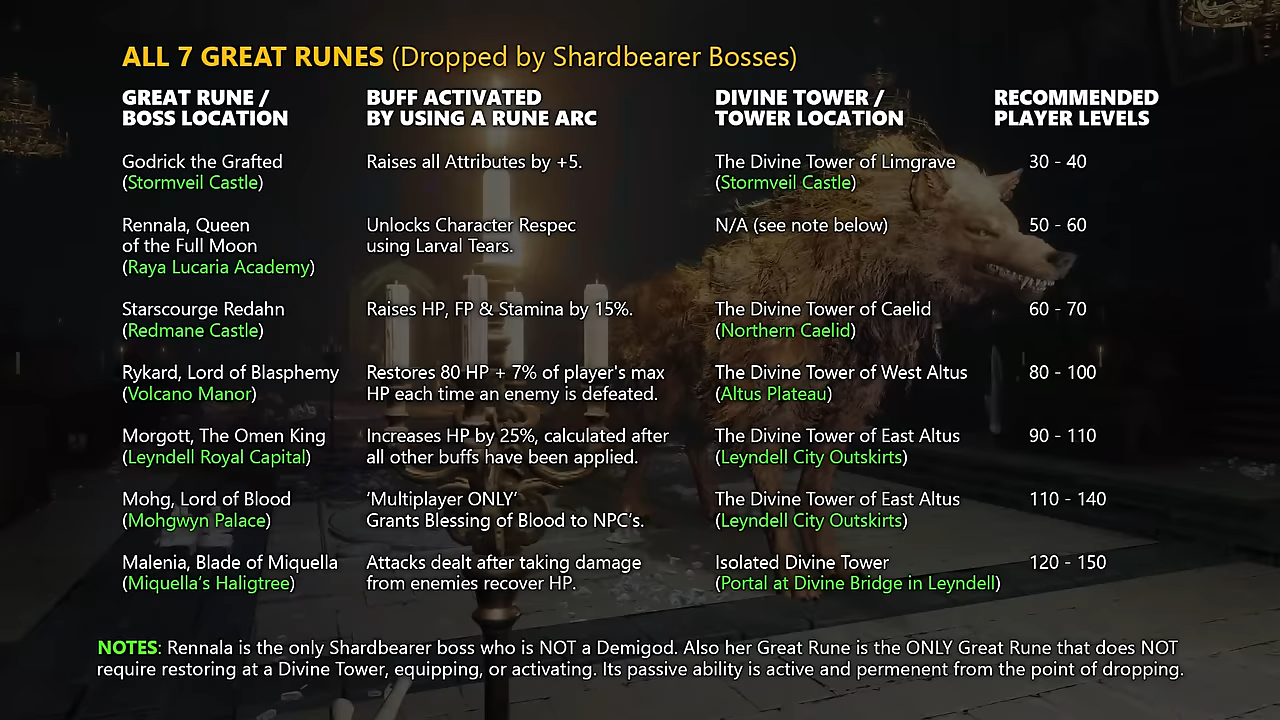 ALL 7 GREAT RUNES (Dropped by Shardbearer Bosses)
GREAT RUNE /
BOSS LOCATION
BUFF ACTIVATED
BY USING A RUNE ARC
DIVINE TOWER /
TOWER LOCATION
RECOMMENDED
PLAYER LEVELS
Godrick the Grafted
(Stormveil Castle)
Raises all Attributes by +5.
The Divine Tower of Limgrave
(Stormveil Castle)
30 - 40
Rennala, Queen
of the Full Moon
(Raya Lucaria Academy)
Unlocks Character Respec
using Larval Tears.
N/A (see note below)
50 - 60
Starscourge Redahn
(Redmane Castle)
Raises HP, FP & Stamina by 15%.
The Divine Tower of Caelid
(Northern Caelid)
60 - 70
Rykard, Lord of Blasphemy
(Volcano Manor)
Restores 80 HP + 7% of player's max
HP each time an enemy is defeated.
The Divine Tower of West Altus
(Altus Plateau)
80 - 100
Morgott, The Omen King
(Leyndell Royal Capital)
Increases HP by 25%, calculated after
all other buffs have been applied.
The Divine Tower of East Altus
(Leyndell City Outskirts)
90 - 110
Mohg, Lord of Blood
(Mohgwyn Palace)
‘Multiplayer ONLY’
Grants Blessing of Blood to NPC’s.
The Divine Tower of East Altus
(Leyndell City Outskirts)
110 - 140
Malenia, Blade of Miquella
(Miquella’s Haligtree)
Attacks dealt after taking damage
from enemies recover HP.
Isolated Divine Tower
(Portal at Divine Bridge in Leyndell)
120 - 150
NOTES: Rennala is the only Shardbearer boss who is NOT a Demigod. Also her Great Rune is the ONLY Great Rune that does NOT
require restoring at a Divine Tower, equipping, or activating. Its passive ability is active and permenent from the point of dropping.